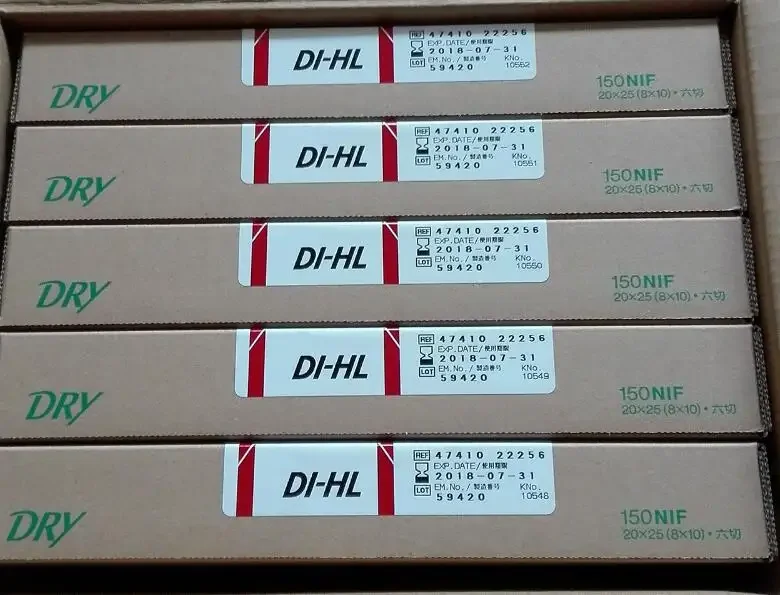 DRY
DI-HL
REF 47410 22256
EXP. DATE/使用期限
2018-07-31
EM. No. / 製造番号 KNo.
LOT 59420 10552
150NIF
20×25(8×10)・六切
DRY
DI-HL
REF 47410 22256
EXP. DATE/使用期限
2018-07-31
EM. No. / 製造番号 KNo.
LOT 59420 10551
150NIF
20×25(8×10)・六切
DRY
DI-HL
REF 47410 22256
EXP. DATE/使用期限
2018-07-31
EM. No. / 製造番号 KNo.
LOT 59420 10550
150NIF
20×25(8×10)・六切
DRY
DI-HL
REF 47410 22256
EXP. DATE/使用期限
2018-07-31
EM. No. / 製造番号 KNo.
LOT 59420 10549
150NIF
20×25(8×10)・六切
DRY
DI-HL
REF 47410 22256
EXP. DATE/使用期限
2018-07-31
EM. No. / 製造番号 KNo.
LOT 59420 10548
150NIF
20×25(8×10)・六切